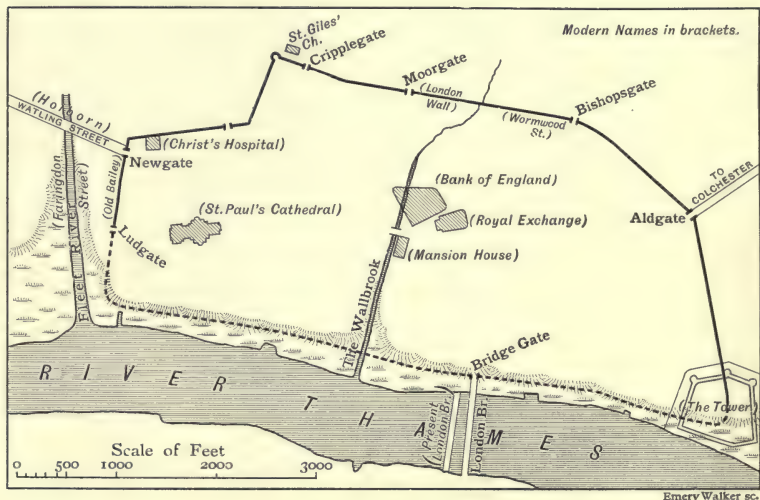 Modern Names in brackets.
St. Giles'
Ch.
Cripplegate
Moorgate
(London
Wall)
Bishopsgate
(Wormwood
St.)
(Holborn)
WATLING STREET
(Christ's Hospital)
Newgate
(Old Bailey)
(Faringdon
Street)
Fleet River
Ludgate
(St. Paul's Cathedral)
(Bank of England)
(Royal Exchange)
(Mansion House)
The Wallbrook
TO
COLCHESTER
Aldgate
Bridge Gate
(The Tower)
RIVER THAMES
(Present
London Br.)
London Br.
Scale of Feet
0 500 1000 2000 3000
Emery Walker sc.